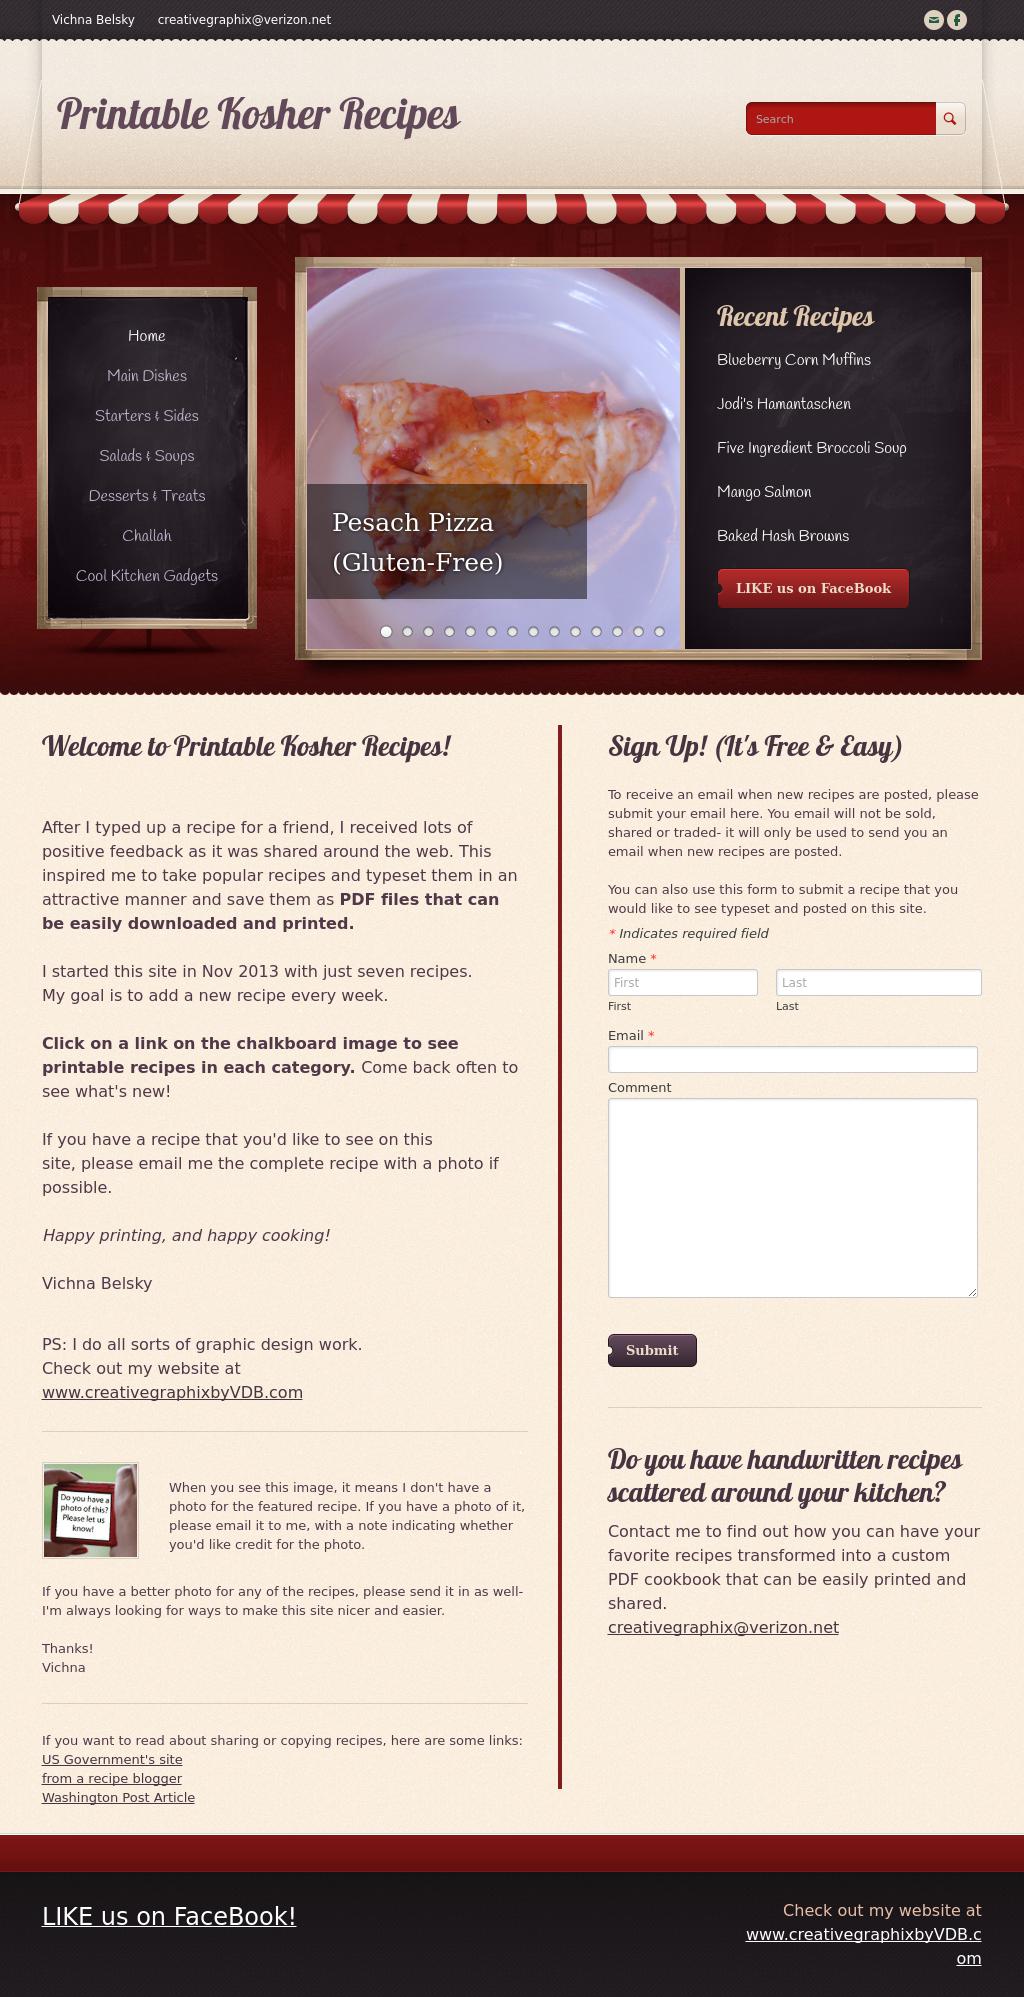 Vichna Belsky creativegraphix@verizon.net
Printable Kosher Recipes
Search
Home
Main Dishes
Starters & Sides
Salads & Soups
Desserts & Treats
Challah
Cool Kitchen Gadgets
Pesach Pizza
(Gluten-Free)
Recent Recipes
Blueberry Corn Muffins
Jodi's Hamantaschen
Five Ingredient Broccoli Soup
Mango Salmon
Baked Hash Browns
LIKE us on FaceBook
Welcome to Printable Kosher Recipes!
After I typed up a recipe for a friend, I received lots of
positive feedback as it was shared around the web. This
inspired me to take popular recipes and typeset them in an
attractive manner and save them as PDF files that can
be easily downloaded and printed.
I started this site in Nov 2013 with just seven recipes.
My goal is to add a new recipe every week.
Click on a link on the chalkboard image to see
printable recipes in each category. Come back often to
see what's new!
If you have a recipe that you'd like to see on this
site, please email me the complete recipe with a photo if
possible.
Happy printing, and happy cooking!
Vichna Belsky
PS: I do all sorts of graphic design work.
Check out my website at
www.creativegraphixbyVDB.com
Do you have a
photo of this?
Please let us
know!
When you see this image, it means I don't have a
photo for the featured recipe. If you have a photo of it,
please email it to me, with a note indicating whether
you'd like credit for the photo.
If you have a better photo for any of the recipes, please send it in as well-
I'm always looking for ways to make this site nicer and easier.
Thanks!
Vichna
If you want to read about sharing or copying recipes, here are some links:
US Government's site
from a recipe blogger
Washington Post Article
Sign Up! (It's Free & Easy)
To receive an email when new recipes are posted, please
submit your email here. You email will not be sold,
shared or traded- it will only be used to send you an
email when new recipes are posted.
You can also use this form to submit a recipe that you
would like to see typeset and posted on this site.
* Indicates required field
Name *
First Last
First Last
Email *
Comment
Submit
Do you have handwritten recipes
scattered around your kitchen?
Contact me to find out how you can have your
favorite recipes transformed into a custom
PDF cookbook that can be easily printed and
shared.
creativegraphix@verizon.net
LIKE us on FaceBook!
Check out my website at
www.creativegraphixbyVDB.c
om